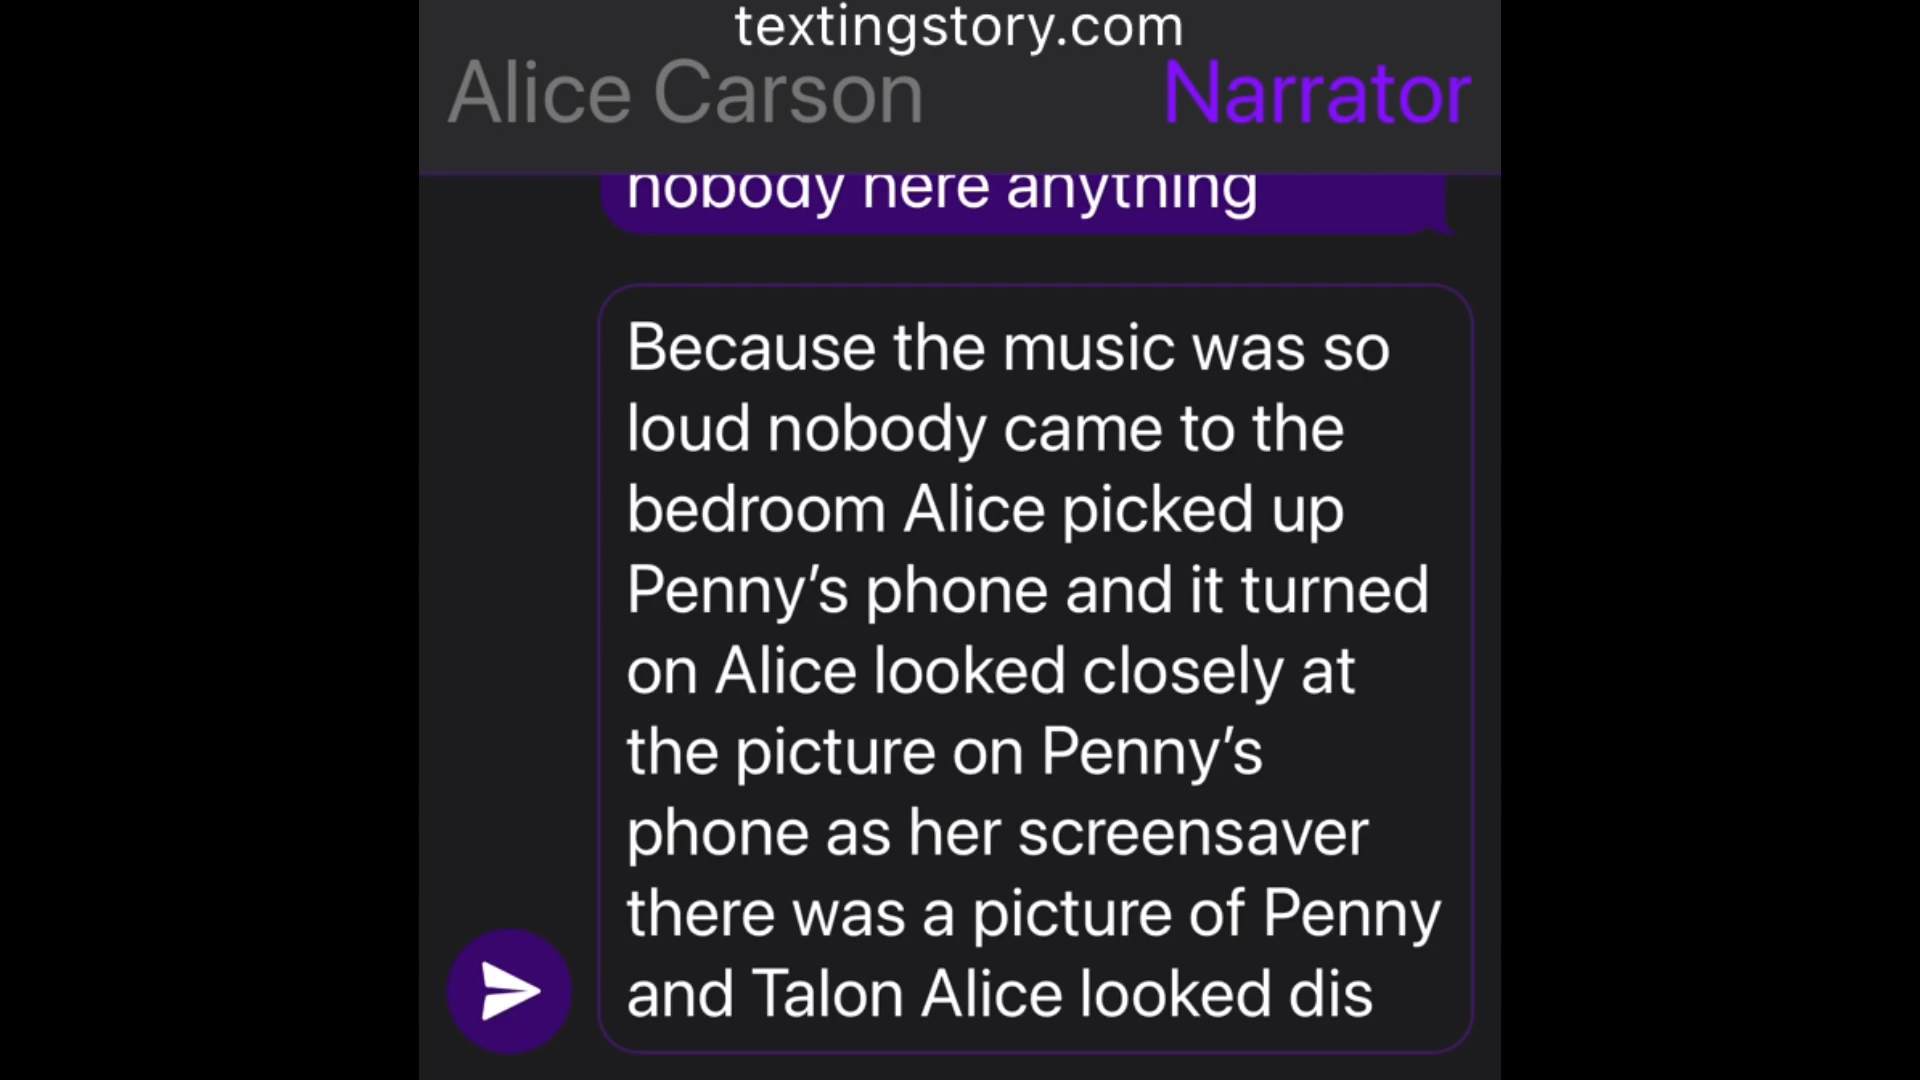 textingstory.com
Alice Carson Narrator
nobody here anything
Because the music was so
loud nobody came to the
bedroom Alice picked up
Penny’s phone and it turned
on Alice looked closely at
the picture on Penny’s
phone as her screensaver
there was a picture of Penny
and Talon Alice looked dis